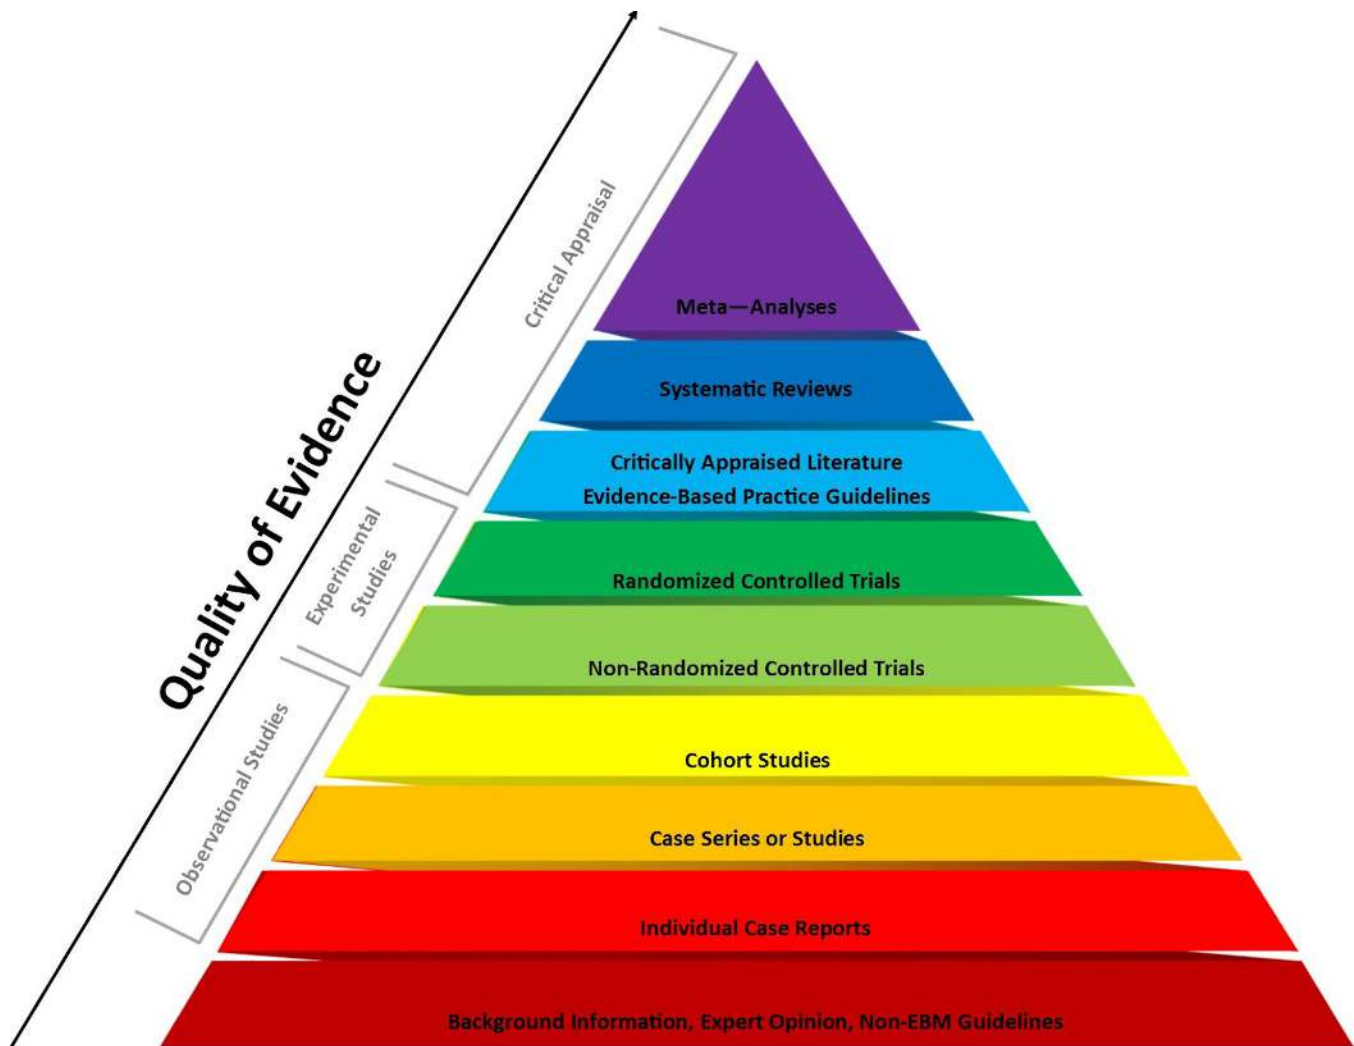 Quality of Evidence
Critical Appraisal
Experimental
Studies
Observational Studies
Meta—Analyses
Systematic Reviews
Critically Appraised Literature
Evidence-Based Practice Guidelines
Randomized Controlled Trials
Non-Randomized Controlled Trials
Cohort Studies
Case Series or Studies
Individual Case Reports
Background Information, Expert Opinion, Non-EBM Guidelines